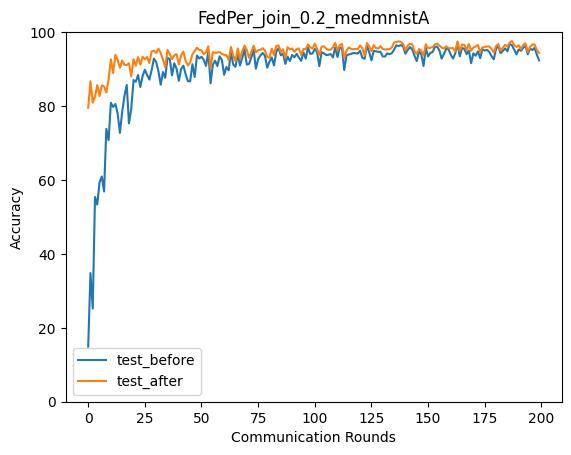 FedPer_join_0.2_medmnistA
100
80
60
40
20
0
Accuracy
test_before
test_after
0 25 50 75 100 125 150 175 200
Communication Rounds